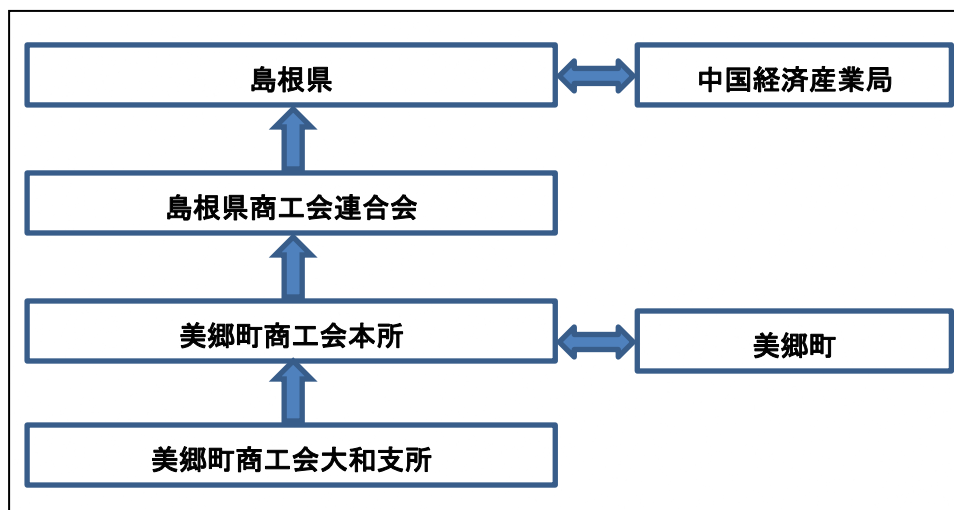 島根県
中国経済産業局
島根県商工会連合会
美郷町商工会本所
美郷町
美郷町商工会大和支所